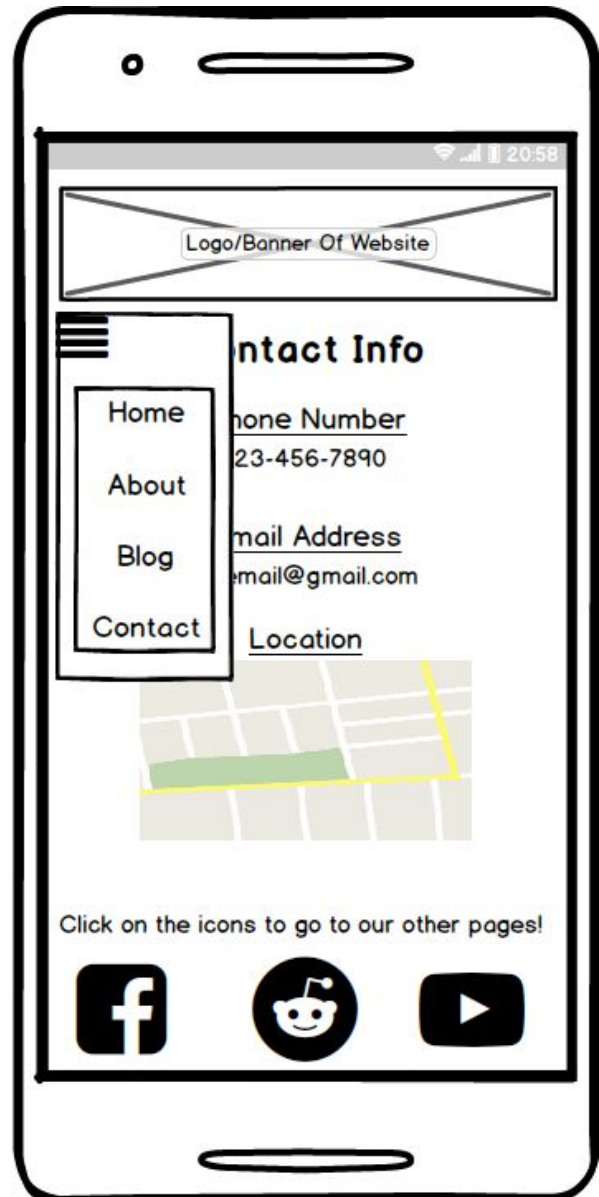 20:58
Logo/Banner Of Website
ntact Info
Home
hone Number
23-456-7890
About
mail Address
Blog
email@gmail.com
Contact
Location
Click on the icons to go to our other pages!